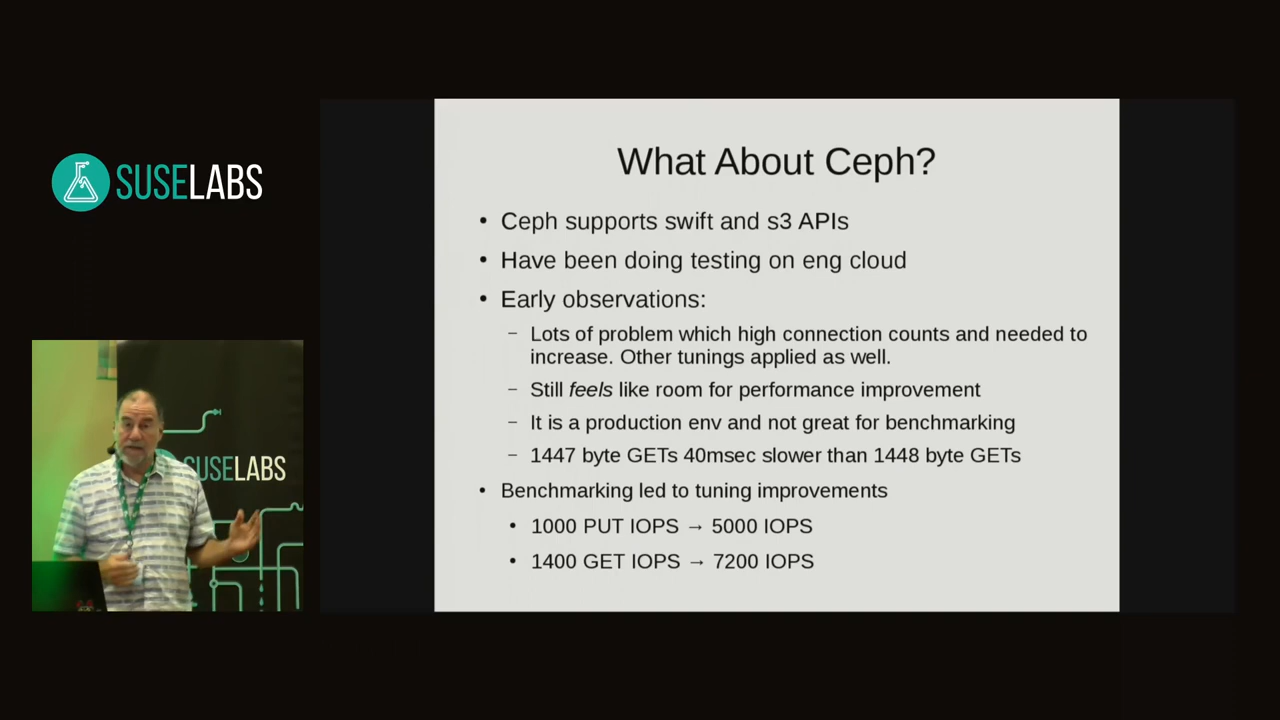 SUSELABS
What About Ceph?
• Ceph supports swift and s3 APIs
• Have been doing testing on eng cloud
• Early observations:
– Lots of problem which high connection counts and needed to
increase. Other tunings applied as well.
– Still feels like room for performance improvement
– It is a production env and not great for benchmarking
– 1447 byte GETs 40msec slower than 1448 byte GETs
• Benchmarking led to tuning improvements
• 1000 PUT IOPS → 5000 IOPS
• 1400 GET IOPS → 7200 IOPS
SUSELABS